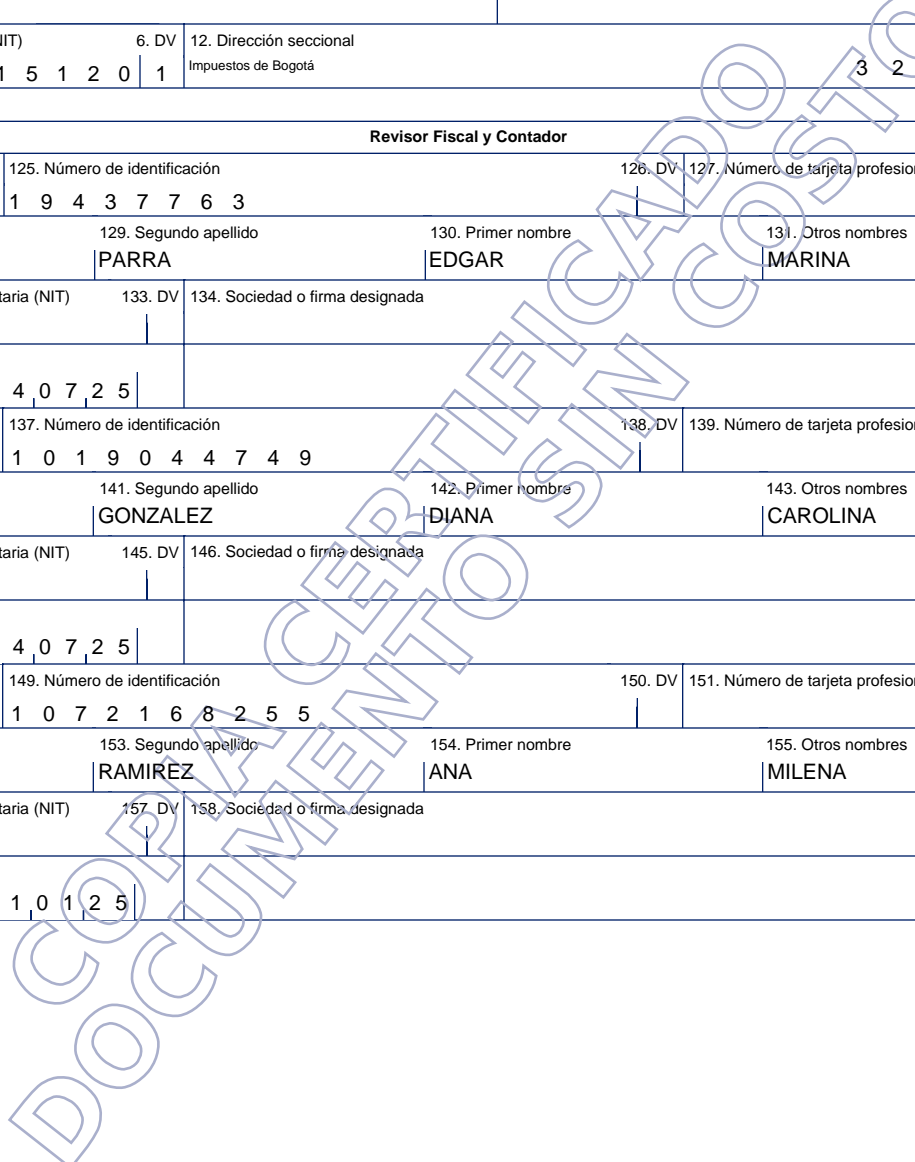 NIT) 6. DV 12. Dirección seccional
1 5 1 2 0 1 Impuestos de Bogotá 3 2
Revisor Fiscal y Contador
125. Número de identificación 126. DV 127. Número de tarjeta profesion
1 9 4 3 7 7 6 3
129. Segundo apellido 130. Primer nombre 131. Otros nombres
PARRA EDGAR MARINA
taria (NIT) 133. DV 134. Sociedad o firma designada
4 0 7 2 5
137. Número de identificación 138. DV 139. Número de tarjeta profesion
1 0 1 9 0 4 4 7 4 9
141. Segundo apellido 142. Primer nombre 143. Otros nombres
GONZALEZ DIANA CAROLINA
taria (NIT) 145. DV 146. Sociedad o firma designada
4 0 7 2 5
149. Número de identificación 150. DV 151. Número de tarjeta profesion
1 0 7 2 1 6 8 2 5 5
153. Segundo apellido 154. Primer nombre 155. Otros nombres
RAMIREZ ANA MILENA
taria (NIT) 157. DV 158. Sociedad o firma designada
1 0 1 2 5
COPIA CERTIFICADO
DOCUMENTO SIN COSTO